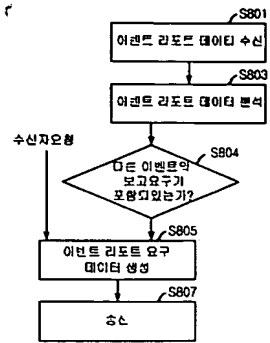 S801
이벤트 리포트 데이터 수신
S803
이벤트 리포트 데이터 분석
수신자요청
S804
다른 이벤트의
보고요구가
포함되있는가?
S805
이벤트 리포트 요구
데이터 생성
S807
송신